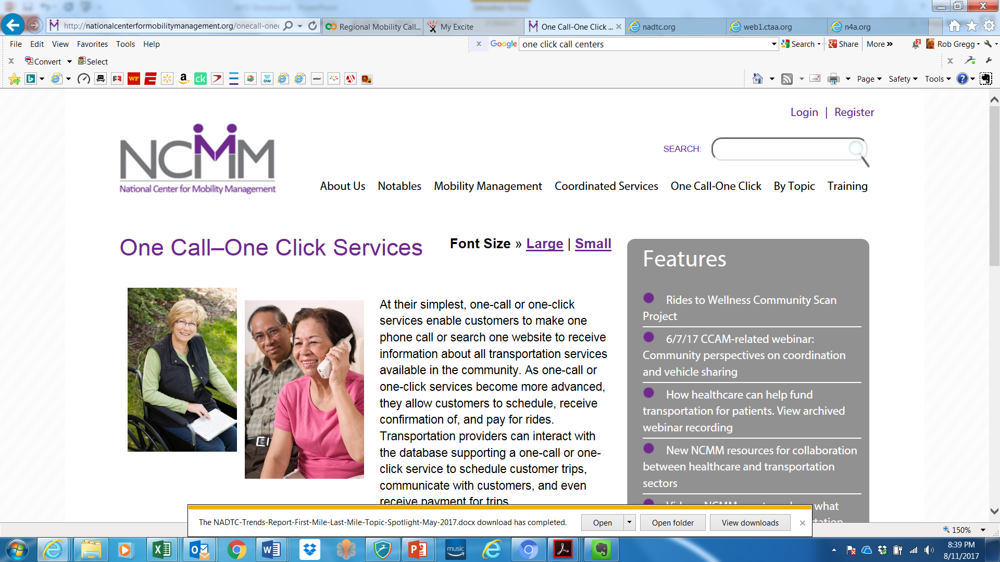 http://nationalcenterformobilitymanagement.org/onecall-onec
Regional Mobility Call...
My Excite
One Call-One Click ...
nadtc.org
web1.ctaa.org
n4a.org
File Edit View Favorites Tools Help
Google one click call centers Search Share More » 2 Rob Gregg
x Convert Select
WF ck SXM
Page Safety Tools
Login | Register
NCMM
National Center for Mobility Management
SEARCH:
About Us Notables Mobility Management Coordinated Services One Call-One Click By Topic Training
One Call–One Click Services
Font Size » Large | Small
At their simplest, one-call or one-click
services enable customers to make one
phone call or search one website to receive
information about all transportation services
available in the community. As one-call or
one-click services become more advanced,
they allow customers to schedule, receive
confirmation of, and pay for rides.
Transportation providers can interact with
the database supporting a one-call or one-
click service to schedule customer trips,
communicate with customers, and even
receive payment for trips.
Features
Rides to Wellness Community Scan
Project
6/7/17 CCAM-related webinar:
Community perspectives on coordination
and vehicle sharing
How healthcare can help fund
transportation for patients. View archived
webinar recording
New NCMM resources for collaboration
between healthcare and transportation
sectors
what
The NADTC-Trends-Report-First-Mile-Last-Mile-Topic-Spotlight-May-2017.docx download has completed.
Open
Open folder
View downloads
150%
music
8:39 PM
8/11/2017